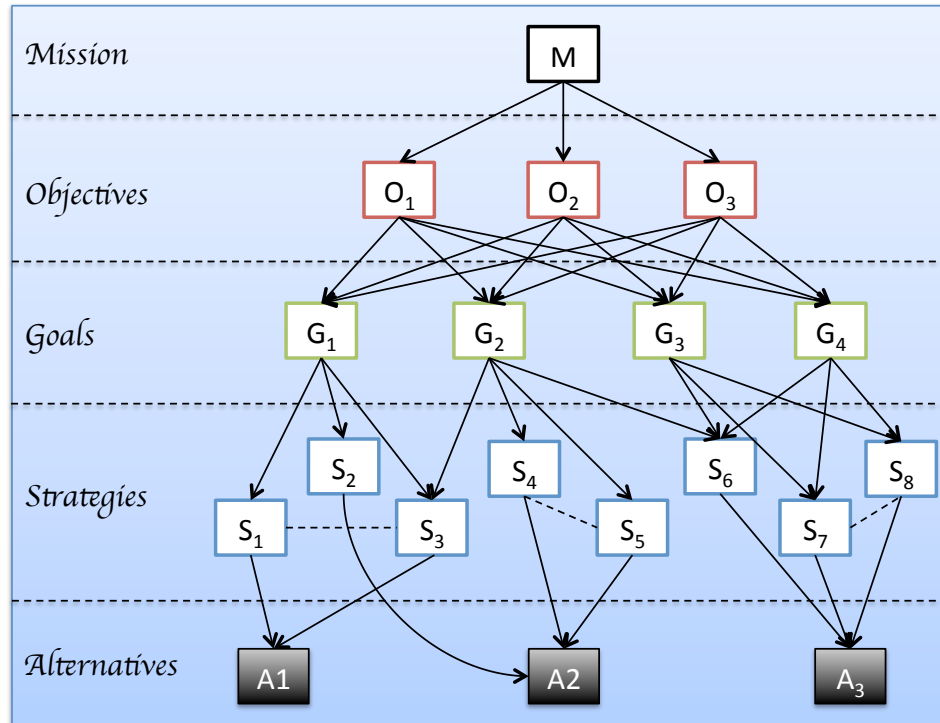 Mission
M
Objectives
O₁ O₂ O₃
Goals
G₁ G₂ G₃ G₄
Strategies
S₁ S₂ S₃ S₄ S₅ S₆ S₇ S₈
Alternatives
A1 A2 A₃